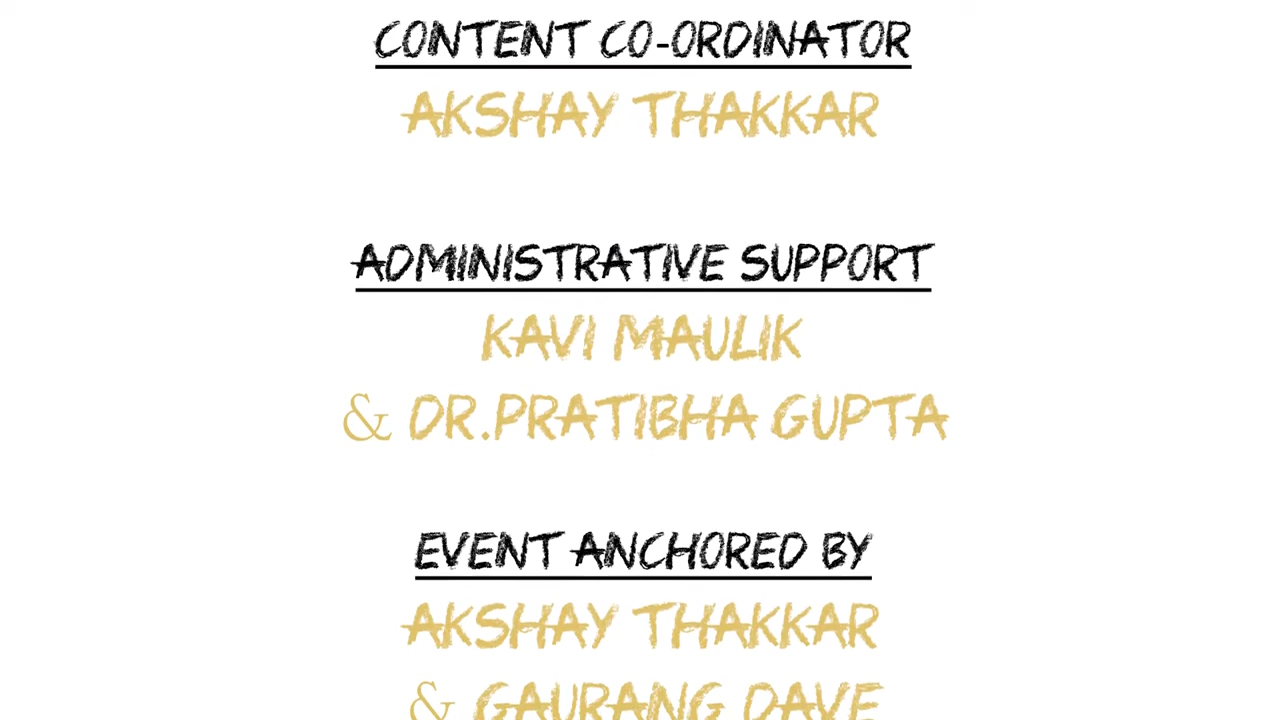 CONTENT CO-ORDINATOR
AKSHAY THAKKAR
ADMINISTRATIVE SUPPORT
KAVI MAULIK
& DR.PRATIBHA GUPTA
EVENT ANCHORED BY
AKSHAY THAKKAR
& GAURANG DAVE